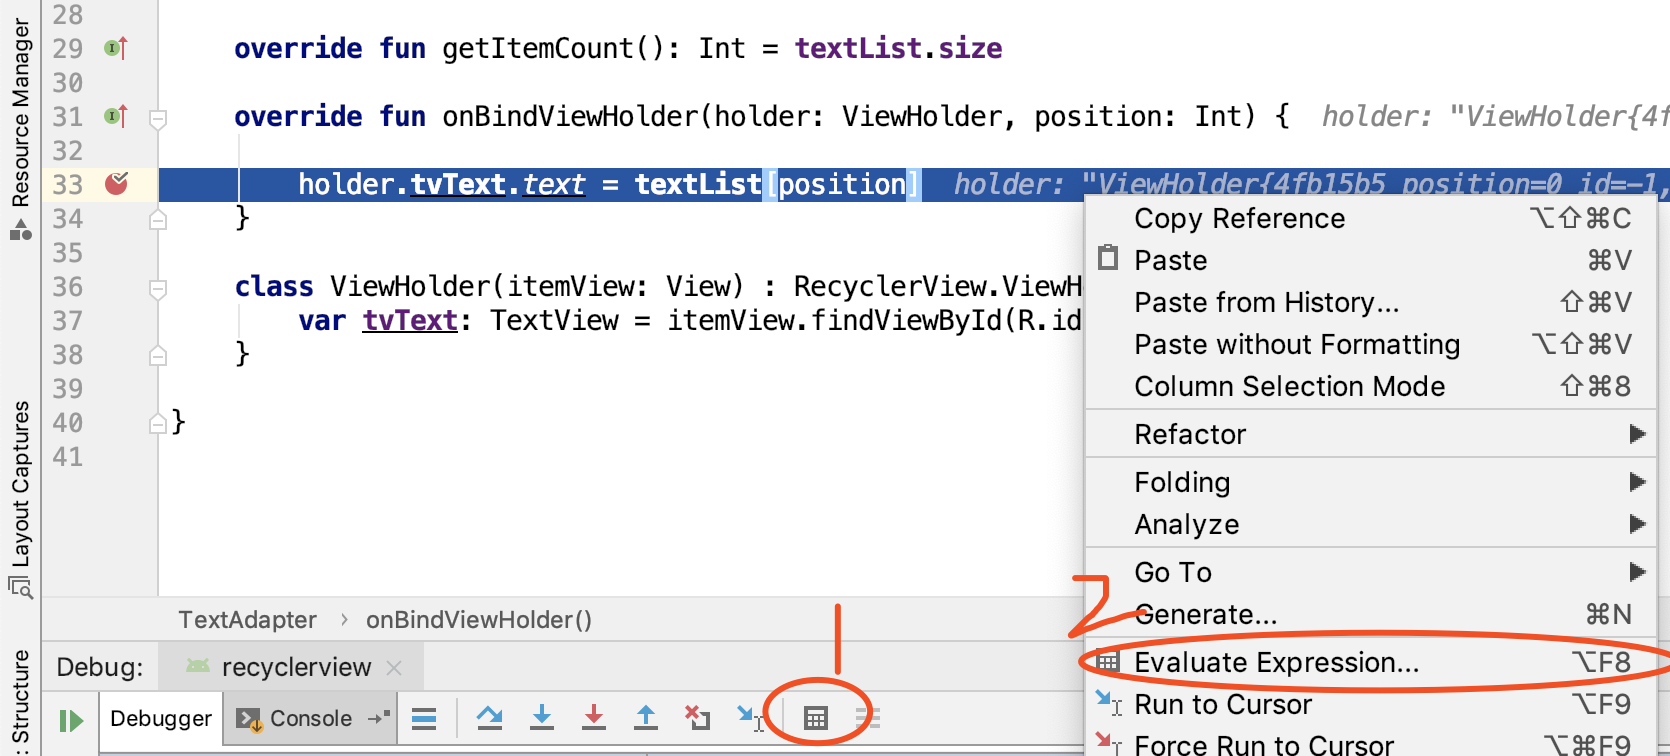 Resource Manager
Layout Captures
: Structure
28
29 override fun getItemCount(): Int = textList.size
30
31 override fun onBindViewHolder(holder: ViewHolder, position: Int) { holder: "ViewHolder{4f
32
33 holder.tvText.text = textList[position] holder: "ViewHolder{4fb15b5 position=0 id=-1,
34 }
35
36 class ViewHolder(itemView: View) : RecyclerView.ViewH
37 var tvText: TextView = itemView.findViewById(R.id
38 }
39
40 }
41
Copy Reference ⌥⇧⌘C
Paste ⌘V
Paste from History... ⇧⌘V
Paste without Formatting ⌥⇧⌘V
Column Selection Mode ⇧⌘8
Refactor
Folding
Analyze
Go To
Generate... ⌘N
Evaluate Expression... ⌥F8
Run to Cursor ⌥F9
Force Run to Cursor ⌥⌘F9
1
2
TextAdapter › onBindViewHolder()
Debug: recyclerview
Debugger Console